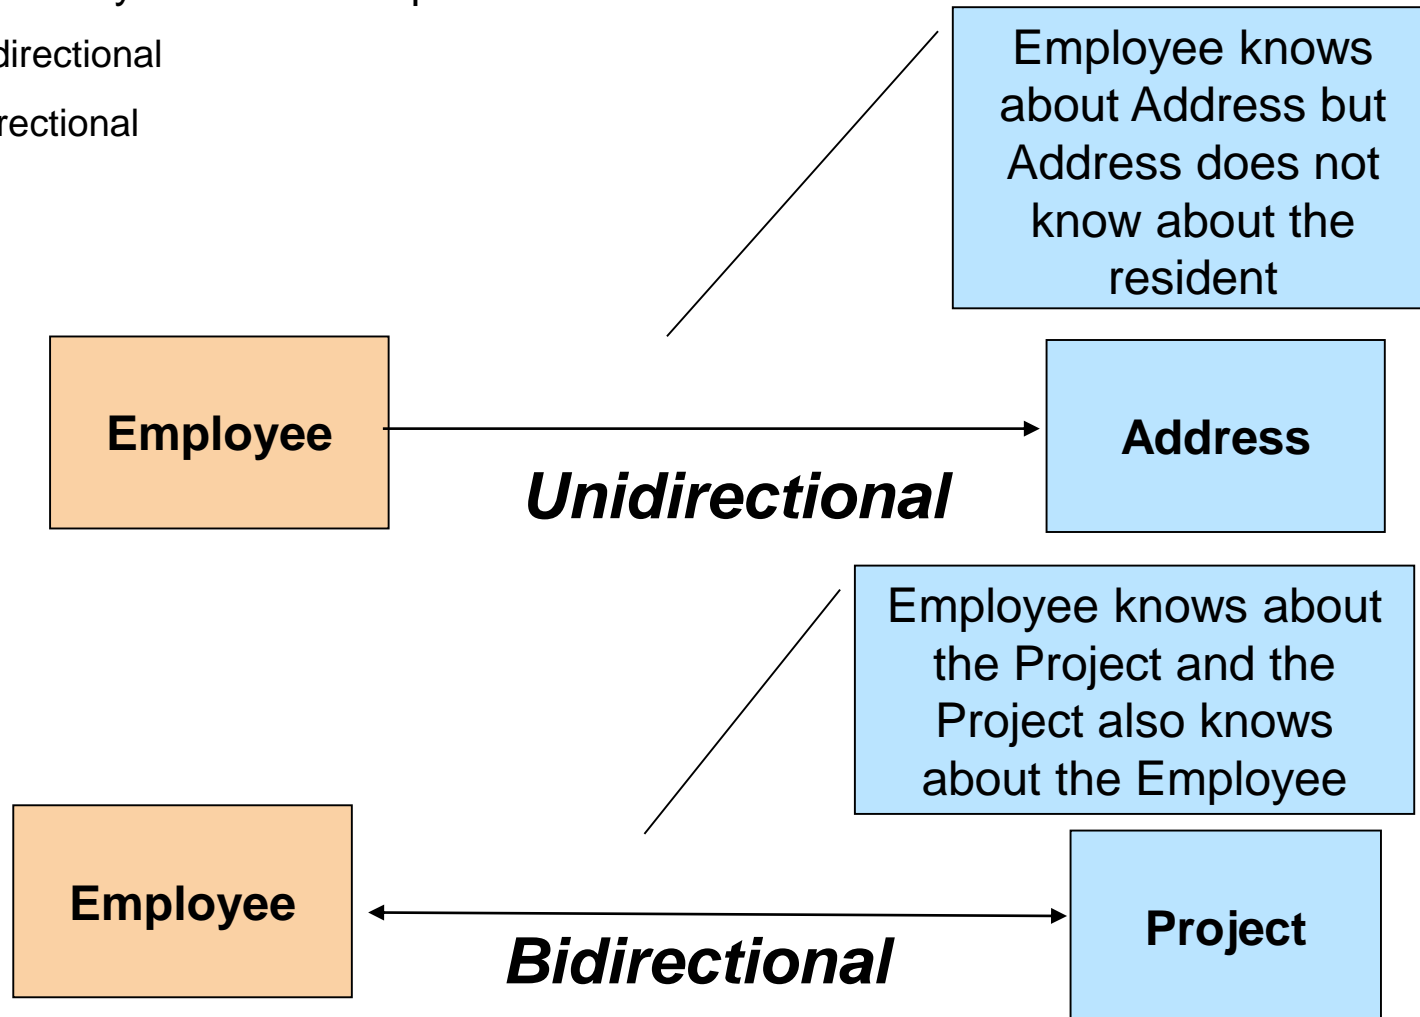 directional
rectional
Employee knows
about Address but
Address does not
know about the
resident
Employee
Address
Unidirectional
Employee knows about
the Project and the
Project also knows
about the Employee
Employee
Project
Bidirectional